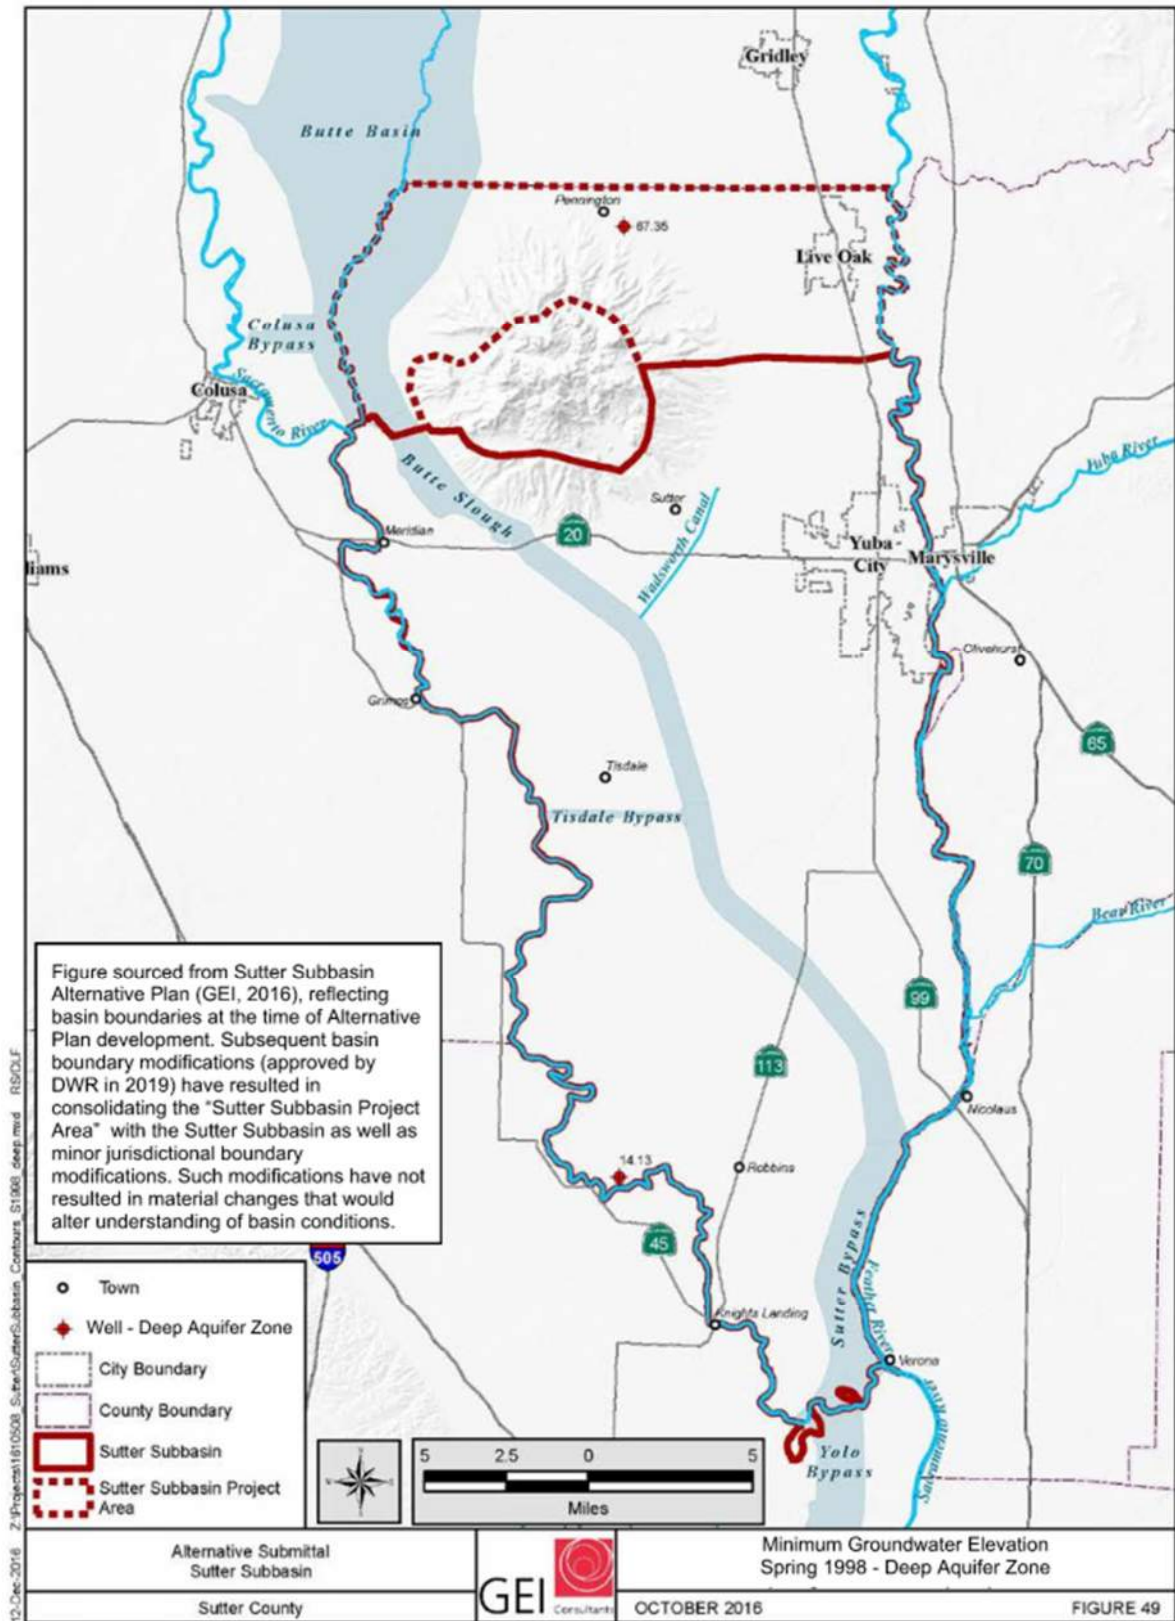 Gridley
Butte Basin
Pennington
67.35
Live Oak
Colusa
Bypass
Colusa
Sacramento River
Butte Slough
Sutter
Yuba River
Meridian
20
Wadsworth Canal
Yuba
City
Marysville
liams
Olivehurst
Grimes
65
Tisdale
Tisdale Bypass
70
Bear River
99
Figure sourced from Sutter Subbasin
Alternative Plan (GEI, 2016), reflecting
basin boundaries at the time of Alternative
Plan development. Subsequent basin
boundary modifications (approved by
DWR in 2019) have resulted in
consolidating the "Sutter Subbasin Project
Area" with the Sutter Subbasin as well as
minor jurisdictional boundary
modifications. Such modifications have not
resulted in material changes that would
alter understanding of basin conditions.
113
Nicolaus
14.13
Robbins
45
Sutter Bypass
Feather River
505
Knights Landing
Verona
Yolo
Bypass
Sacramento River
Town
Well - Deep Aquifer Zone
City Boundary
County Boundary
Sutter Subbasin
Sutter Subbasin Project
Area
5 2.5 0 5
Miles
N
E
S
W
Alternative Submittal
Sutter Subbasin
Sutter County
GEI Consultants
Minimum Groundwater Elevation
Spring 1998 - Deep Aquifer Zone
OCTOBER 2016
FIGURE 49
12-Dec-2016
RS/DLF